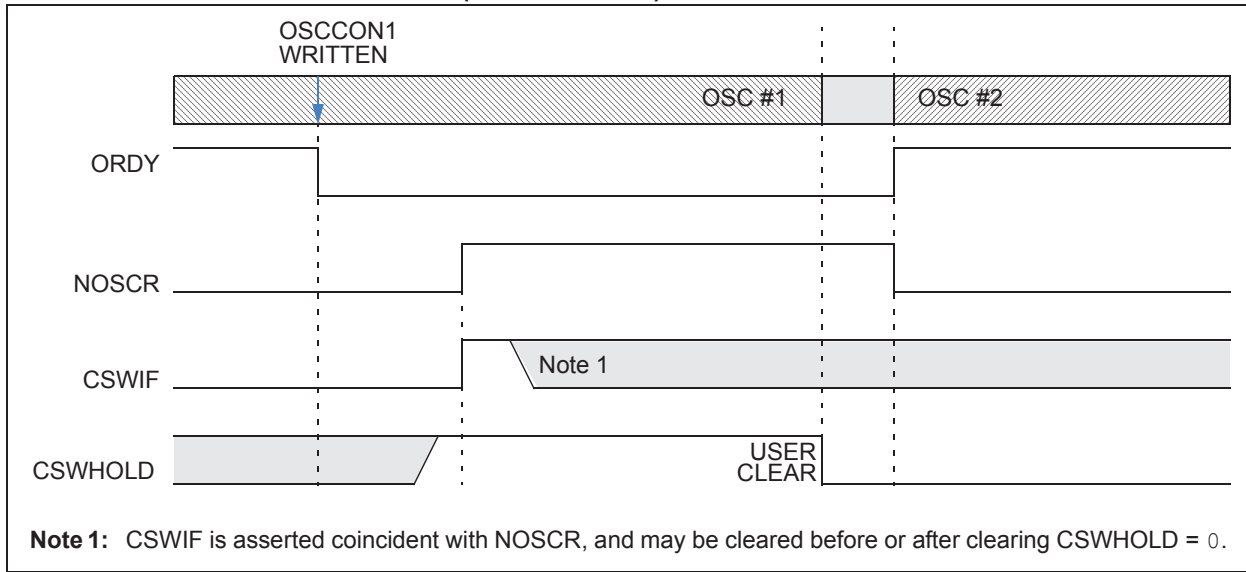 OSCCON1
WRITTEN
OSC #1
OSC #2
ORDY
NOSCR
CSWIF
Note 1
CSWHOLD
USER
CLEAR
Note 1: CSWIF is asserted coincident with NOSCR, and may be cleared before or after clearing CSWHOLD = 0.